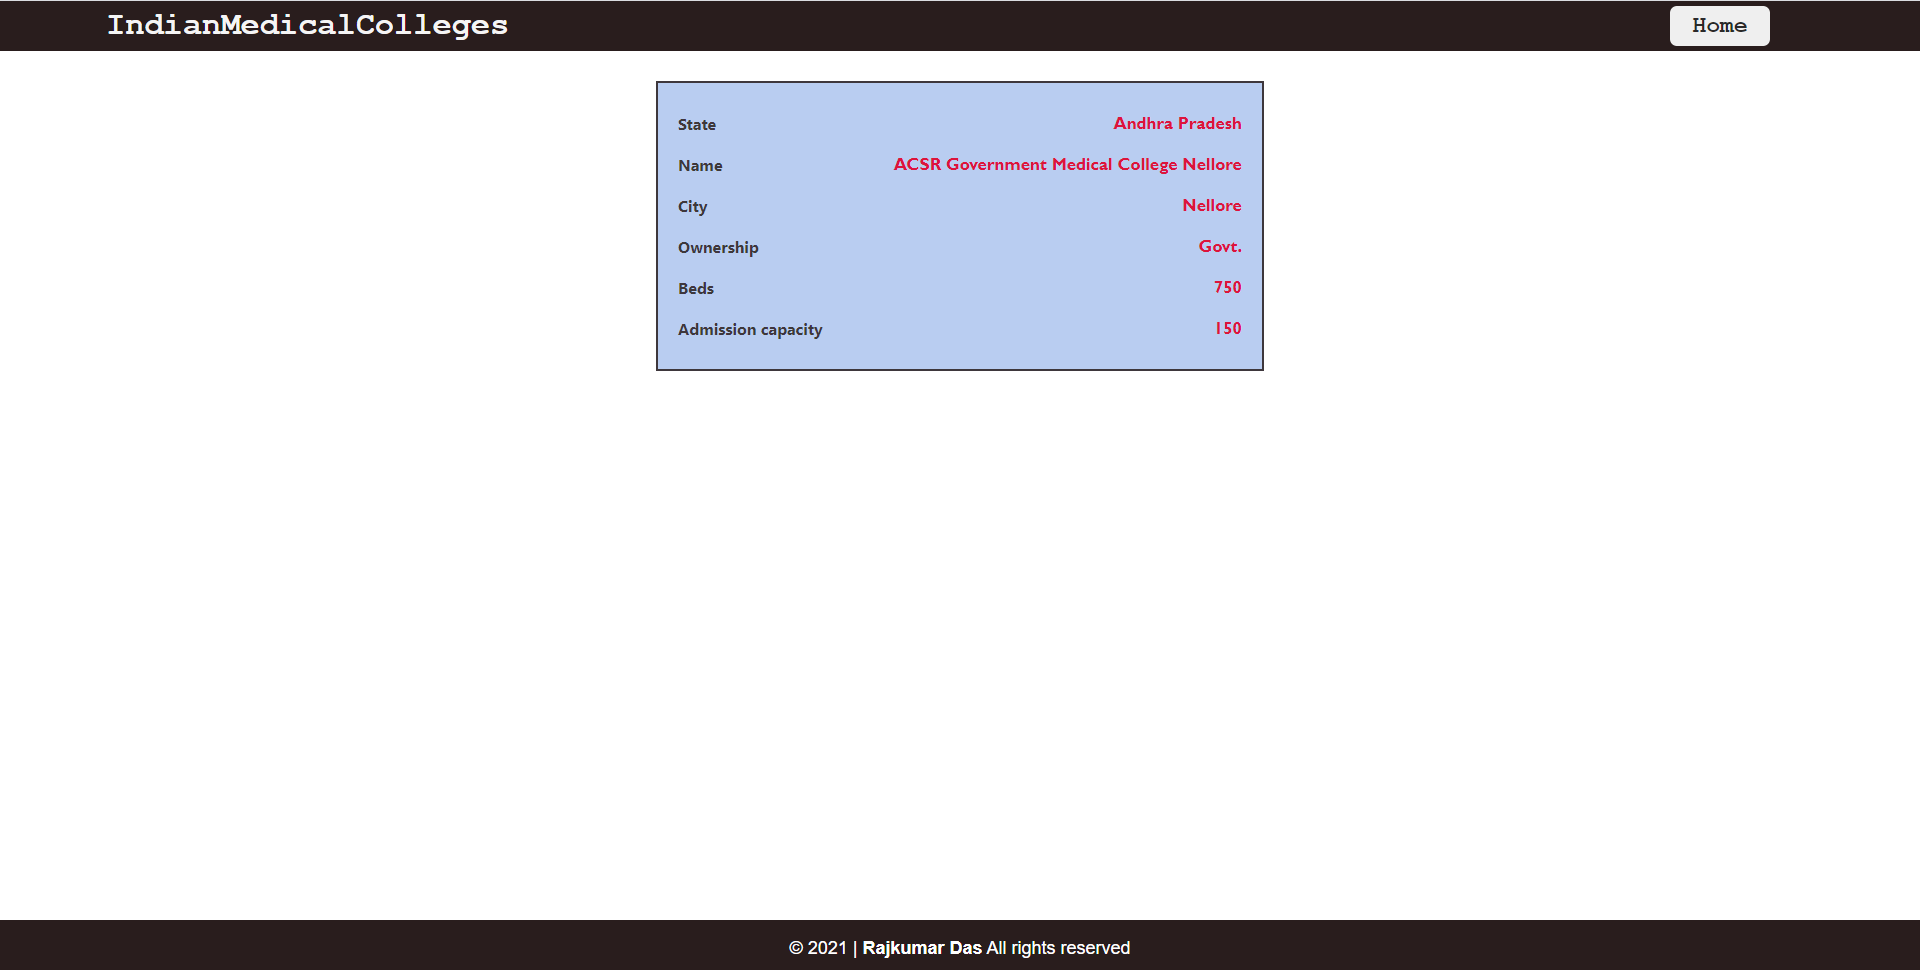 IndianMedicalColleges Home
State Andhra Pradesh
Name ACSR Government Medical College Nellore
City Nellore
Ownership Govt.
Beds 750
Admission capacity 150
© 2021 | Rajkumar Das All rights reserved